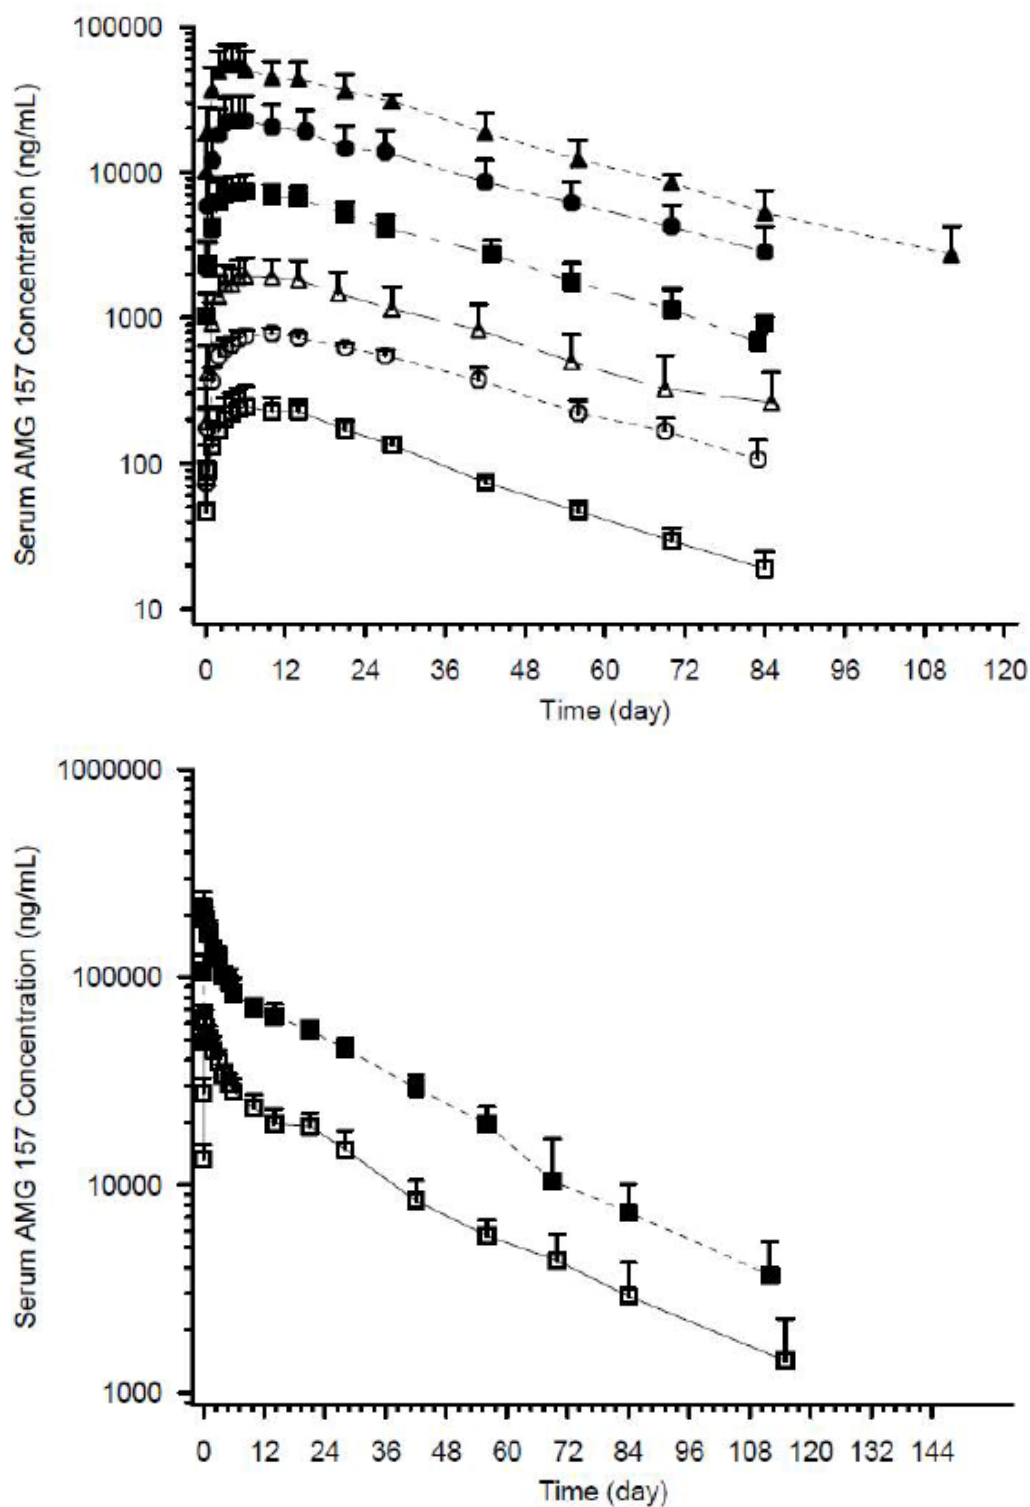 100000
10000
1000
100
10
Serum AMG 157 Concentration (ng/mL)
0 12 24 36 48 60 72 84 96 108 120
Time (day)
1000000
100000
10000
1000
Serum AMG 157 Concentration (ng/mL)
0 12 24 36 48 60 72 84 96 108 120 132 144
Time (day)